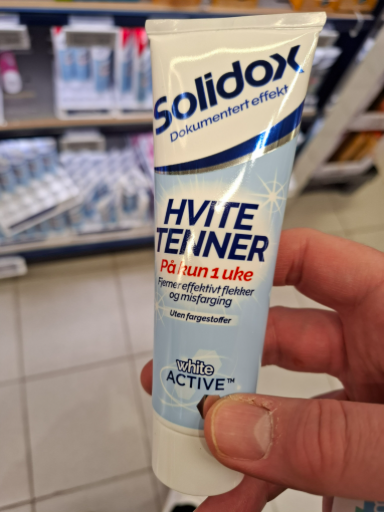 Solidox
Dokumentert effekt
HVITE
TENNER
På kun 1 uke
Fjerner effektivt flekker
og misfarging
Uten fargestoffer
white
ACTIVE™